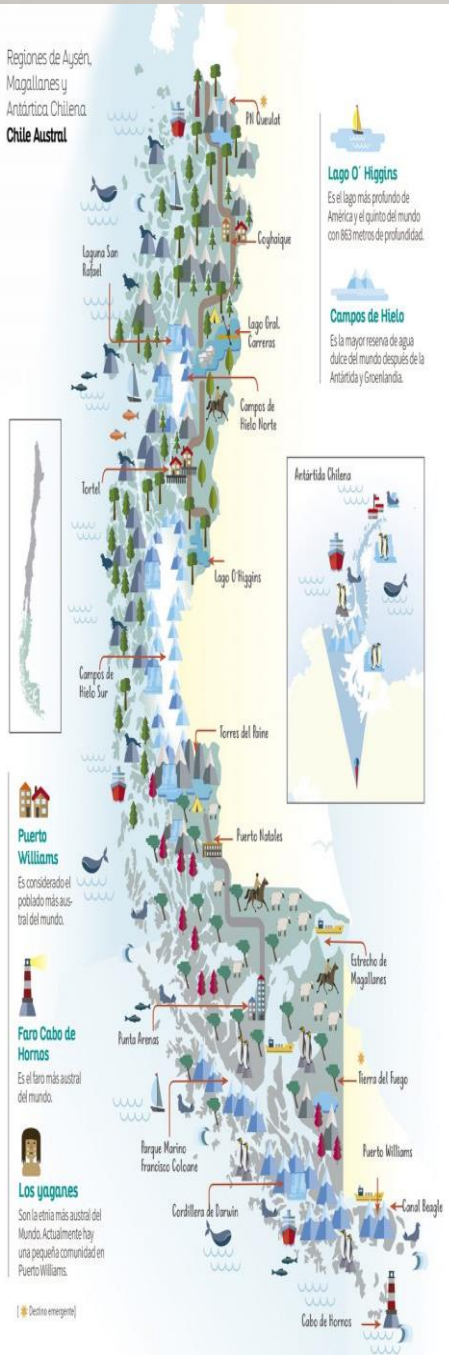 Regiones de Aysén,
Magallanes y
Antártica Chilena
Chile Austral
PN Queulat
Coyhaique
Laguna San
Rafael
Lago Gral.
Carreras
Campos de
Hielo Norte
Tortel
Lago O'Higgins
Campos de
Hielo Sur
Torres del Paine
Puerto Natales
Estrecho de
Magallanes
Punta Arenas
Tierra del Fuego
Parque Marino
Francisco Coloane
Puerto Williams
Cordillera de Darwin
Canal Beagle
Cabo de Hornos
Lago O´ Higgins
Es el lago más profundo de
América y el quinto del mundo
con 863 metros de profundidad.
Campos de Hielo
Es la mayor reserva de agua
dulce del mundo después de la
Antártida y Groenlandia.
Antártida Chilena
Puerto
Williams
Es considerado el
poblado más aus-
tral del mundo.
Faro Cabo de
Hornos
Es el faro más austral
del mundo.
Los yaganes
Son la etnia más austral del
Mundo. Actualmente hay
una pequeña comunidad en
Puerto Williams.
[ Destino emergente]